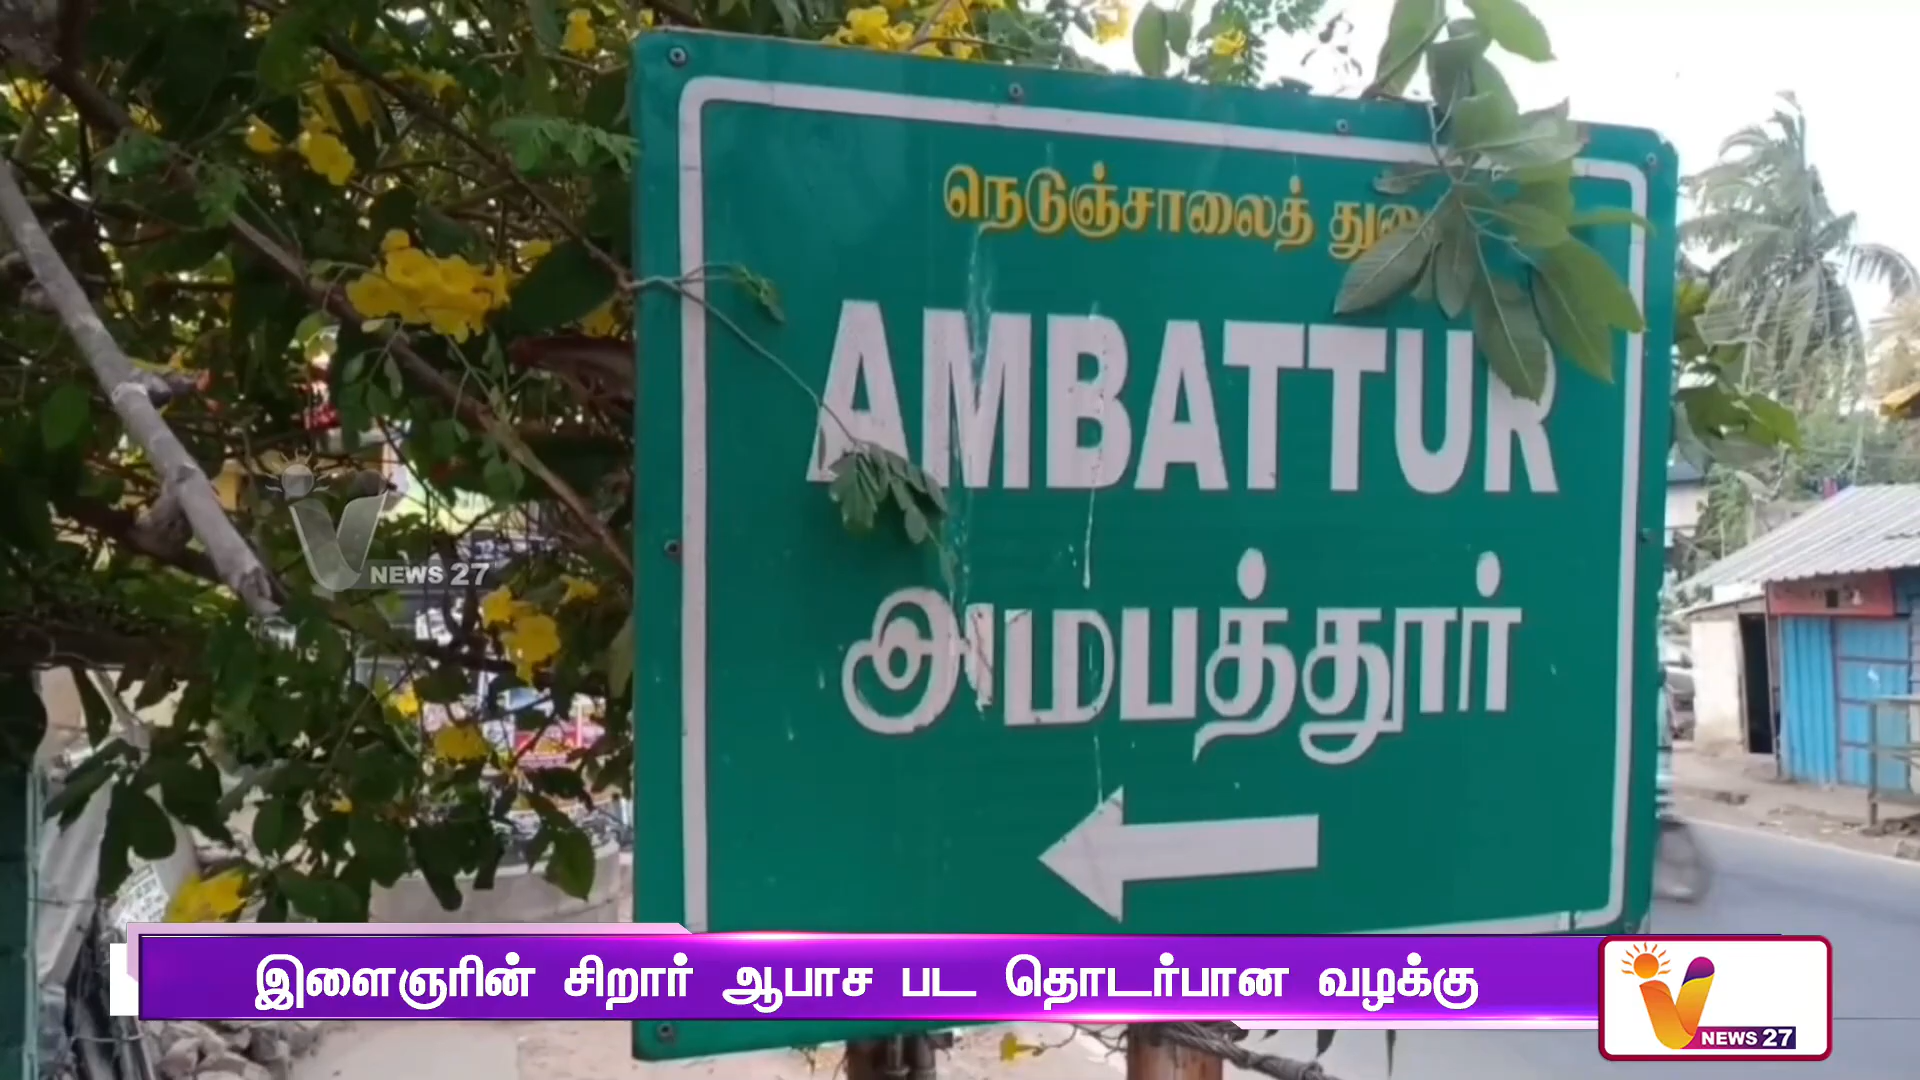 நெடுஞ்சாலைத்
AMBATTUR
அமபத்தூர்
NEWS 27
இளைஞரின் சிறார் ஆபாச பட தொடர்பான வழக்கு
NEWS 27